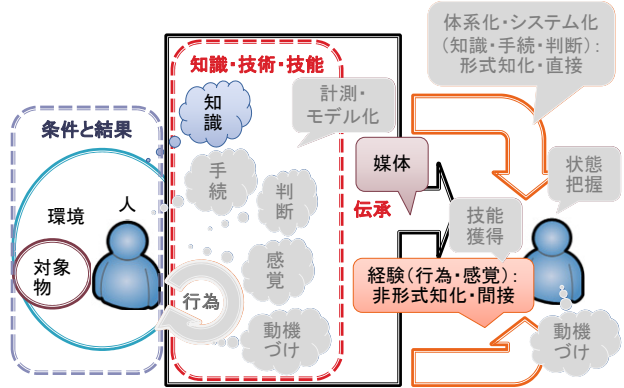 条件と結果
環境
人
対象
物
知識・技術・技能
知
識
手
続
判
断
感
覚
行為
動機
づけ
計測・
モデル化
媒体
伝承
体系化・システム化
(知識・手続・判断):
形式知化・直接
状態
把握
技能
獲得
経験(行為・感覚):
非形式知化・間接
動機
づけ